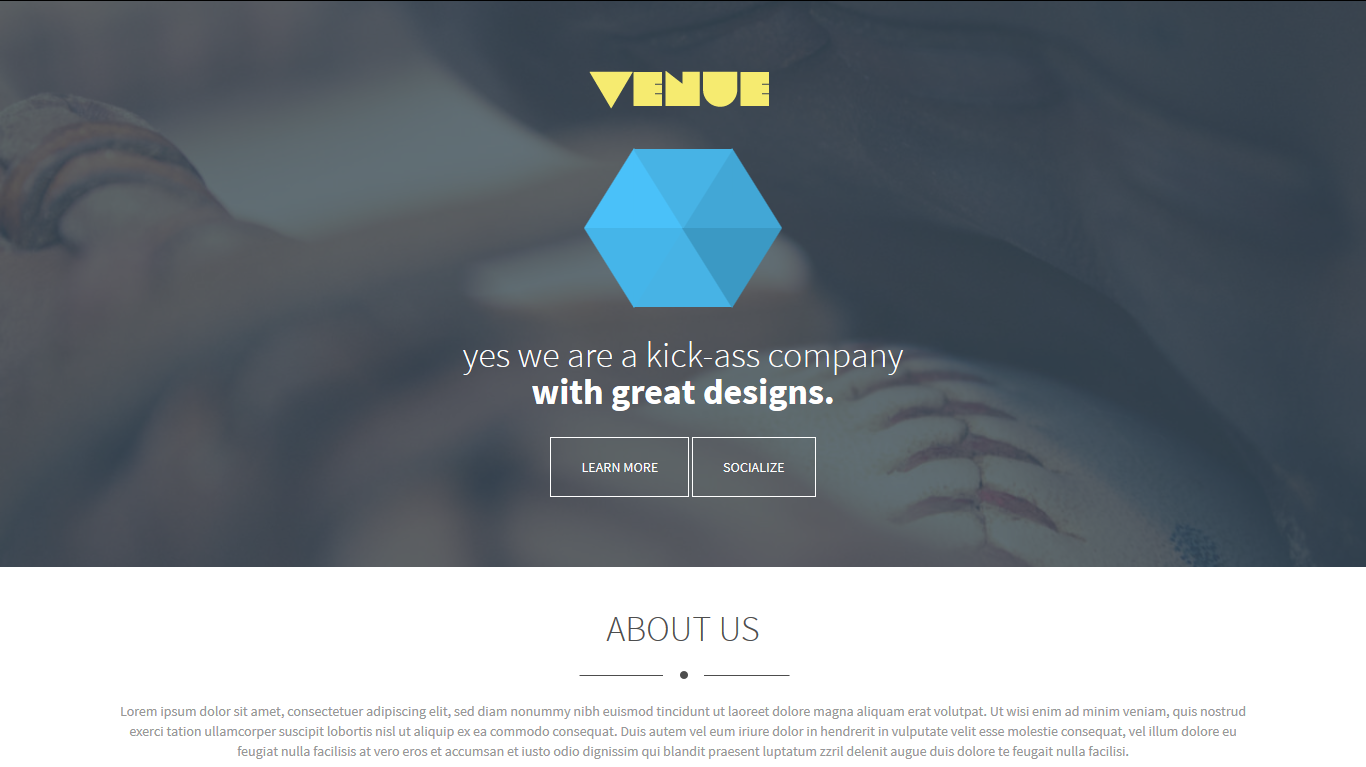 VENUE
yes we are a kick-ass company
with great designs.
LEARN MORE
SOCIALIZE
ABOUT US
Lorem ipsum dolor sit amet, consectetuer adipiscing elit, sed diam nonummy nibh euismod tincidunt ut laoreet dolore magna aliquam erat volutpat. Ut wisi enim ad minim veniam, quis nostrud
exerci tation ullamcorper suscipit lobortis nisl ut aliquip ex ea commodo consequat. Duis autem vel eum iriure dolor in hendrerit in vulputate velit esse molestie consequat, vel illum dolore eu
feugiat nulla facilisis at vero eros et accumsan et iusto odio dignissim qui blandit praesent luptatum zzril delenit augue duis dolore te feugait nulla facilisi.